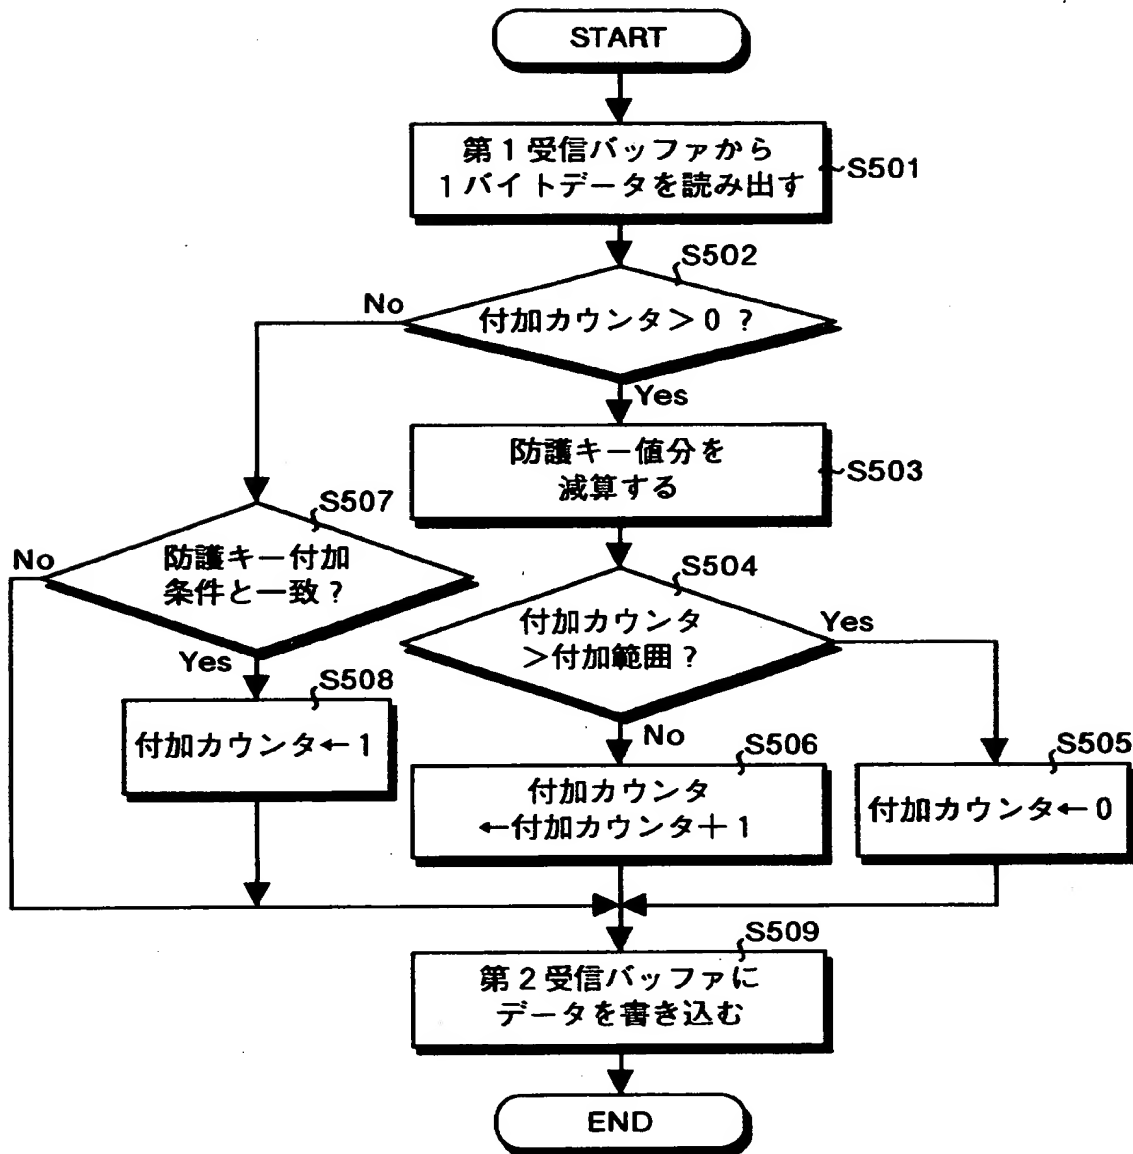 START
第1受信バッファから
1バイトデータを読み出す
S501
S502
付加カウンタ>0?
No
Yes
防護キー値分を
減算する
S503
S507
防護キー付加
条件と一致?
No
Yes
S504
付加カウンタ
>付加範囲?
Yes
No
S508
付加カウンタ←1
S506
付加カウンタ
←付加カウンタ+1
S505
付加カウンタ←0
S509
第2受信バッファに
データを書き込む
END